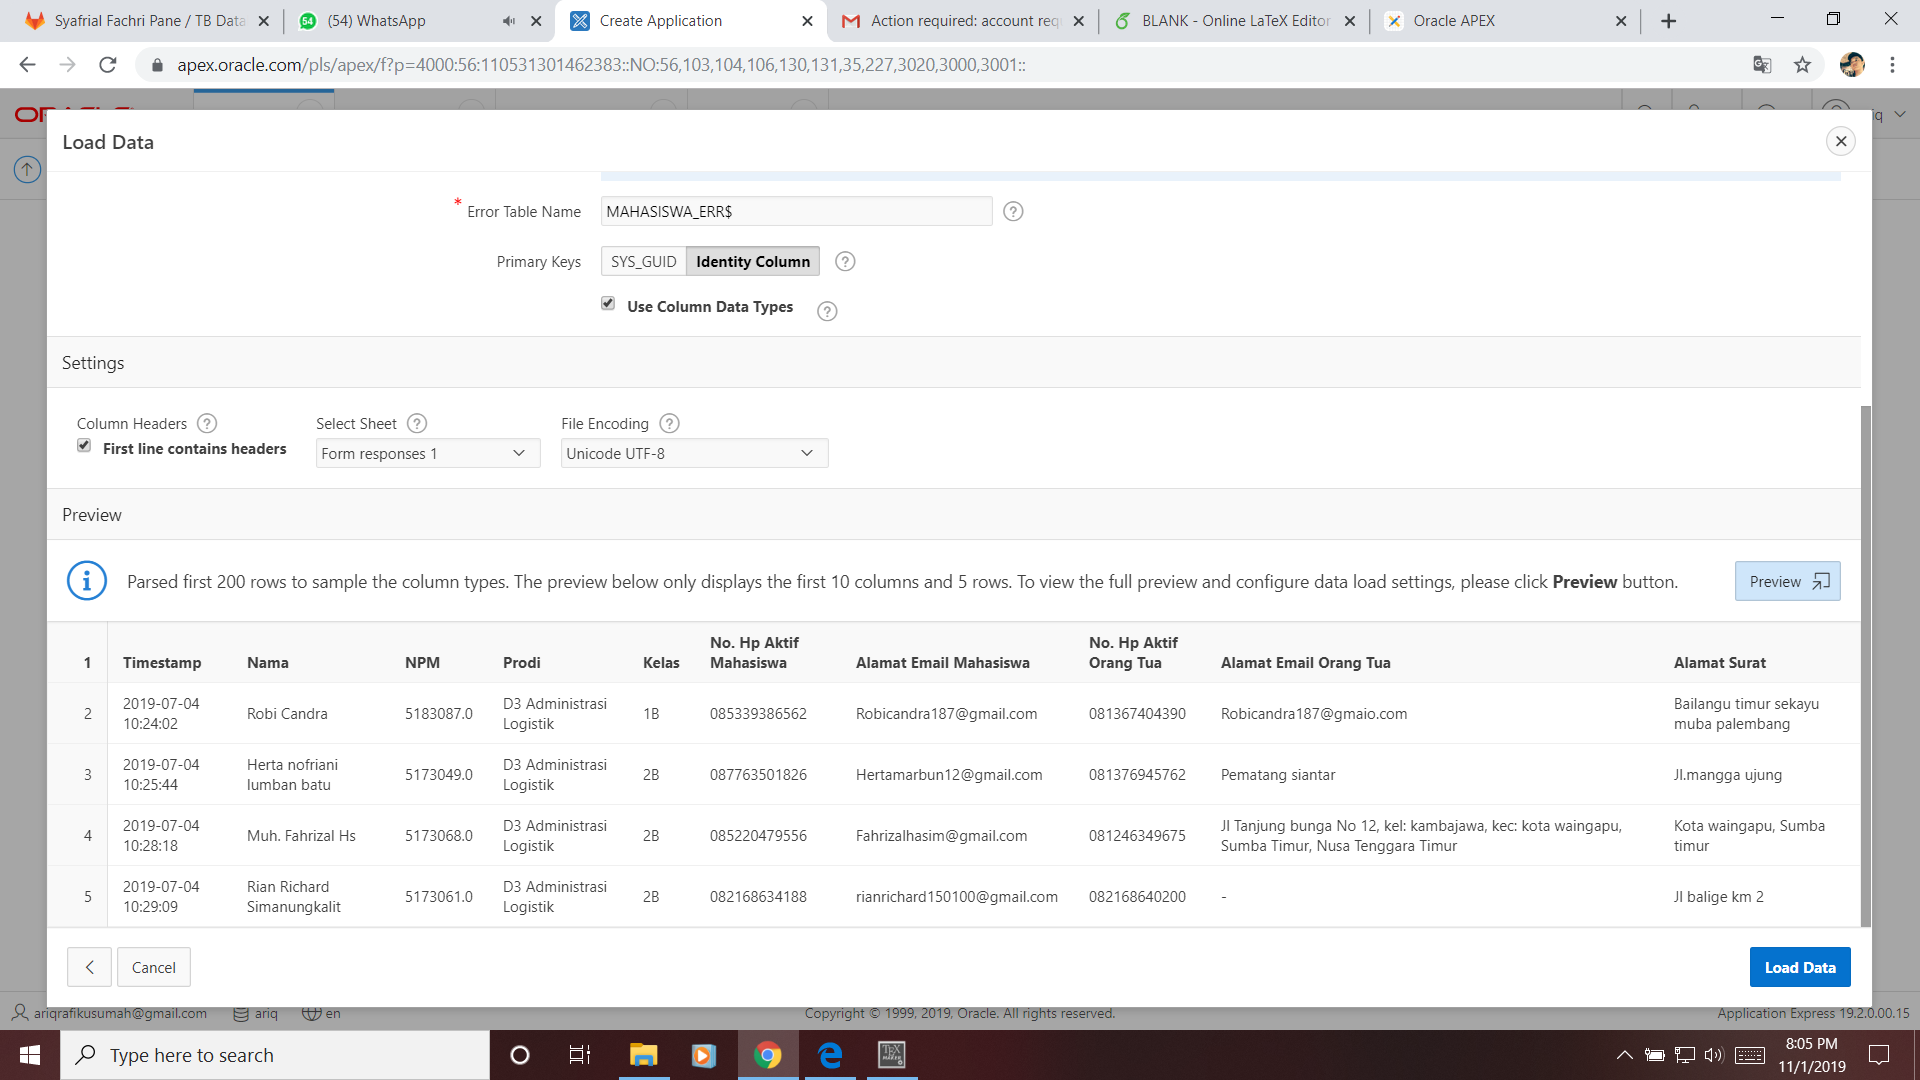 Syafrial Fachri Pane / TB Data
(54) WhatsApp
Create Application
Action required: account req
BLANK - Online LaTeX Editor
Oracle APEX
apex.oracle.com/pls/apex/f?p=4000:56:110531301462383::NO:56,103,104,106,130,131,35,227,3020,3000,3001::
Load Data
* Error Table Name MAHASISWA_ERR$
Primary Keys SYS_GUID Identity Column
Use Column Data Types
Settings
Column Headers Select Sheet File Encoding
First line contains headers Form responses 1 Unicode UTF-8
Preview
Parsed first 200 rows to sample the column types. The preview below only displays the first 10 columns and 5 rows. To view the full preview and configure data load settings, please click Preview button.
Preview
1 Timestamp Nama NPM Prodi Kelas No. Hp Aktif Mahasiswa Alamat Email Mahasiswa No. Hp Aktif Orang Tua Alamat Email Orang Tua Alamat Surat
2 2019-07-04 10:24:02 Robi Candra 5183087.0 D3 Administrasi Logistik 1B 085339386562 Robicandra187@gmail.com 081367404390 Robicandra187@gmaio.com Bailangu timur sekayu muba palembang
3 2019-07-04 10:25:44 Herta nofriani lumban batu 5173049.0 D3 Administrasi Logistik 2B 087763501826 Hertamarbun12@gmail.com 081376945762 Pematang siantar Jl.mangga ujung
4 2019-07-04 10:28:18 Muh. Fahrizal Hs 5173068.0 D3 Administrasi Logistik 2B 085220479556 Fahrizalhasim@gmail.com 081246349675 Jl Tanjung bunga No 12, kel: kambajawa, kec: kota waingapu, Sumba Timur, Nusa Tenggara Timur Kota waingapu, Sumba timur
5 2019-07-04 10:29:09 Rian Richard Simanungkalit 5173061.0 D3 Administrasi Logistik 2B 082168634188 rianrichard150100@gmail.com 082168640200 - Jl balige km 2
Cancel
Load Data
ariqrafikusumah@gmail.com ariq en
Copyright © 1999, 2019, Oracle. All rights reserved.
Application Express 19.2.0.00.15
Type here to search
8:05 PM
11/1/2019